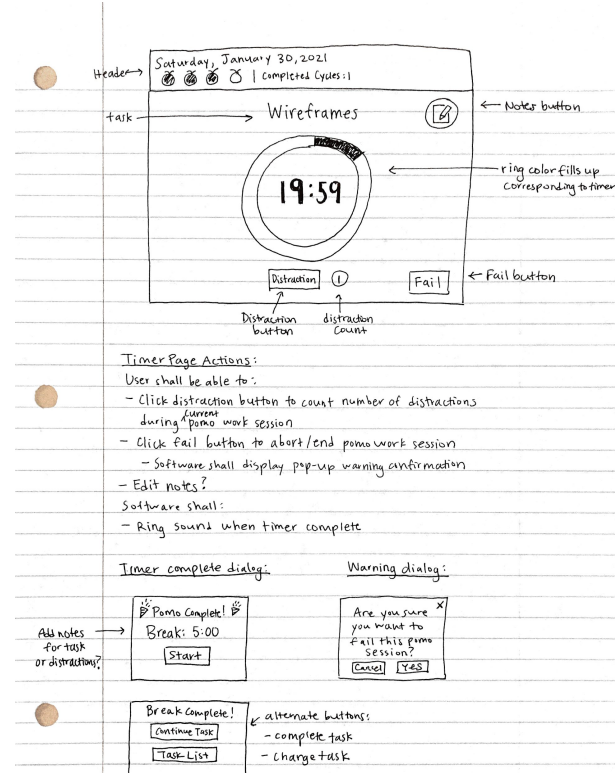 Saturday, January 30, 2021
| Completed Cycles: 1
Header
task
Wireframes
Notes button
19:59
ring color fills up
corresponding to timer
Distraction
1
Fail
Fail button
Distraction
button
distraction
count
Timer Page Actions:
User shall be able to:
- Click distraction button to count number of distractions
during current pomo work session
- Click fail button to abort/end pomo work session
- Software shall display pop-up warning confirmation
- Edit notes?
Software shall:
- Ring sound when timer complete
Timer complete dialog:
Warning dialog:
Pomo Complete!
Break: 5:00
Start
Add notes
for task
or distractions?
X
Are you sure
you want to
fail this pomo
session?
Cancel
Yes
Break Complete!
Continue Task
Task List
alternate buttons:
- complete task
- change task